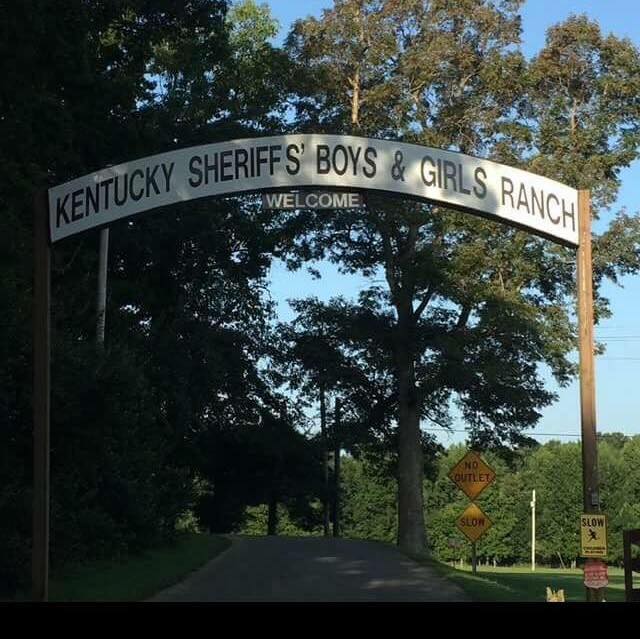 KENTUCKY SHERIFFS' BOYS & GIRLS RANCH
WELCOME
NO
OUTLET
SLOW
SLOW